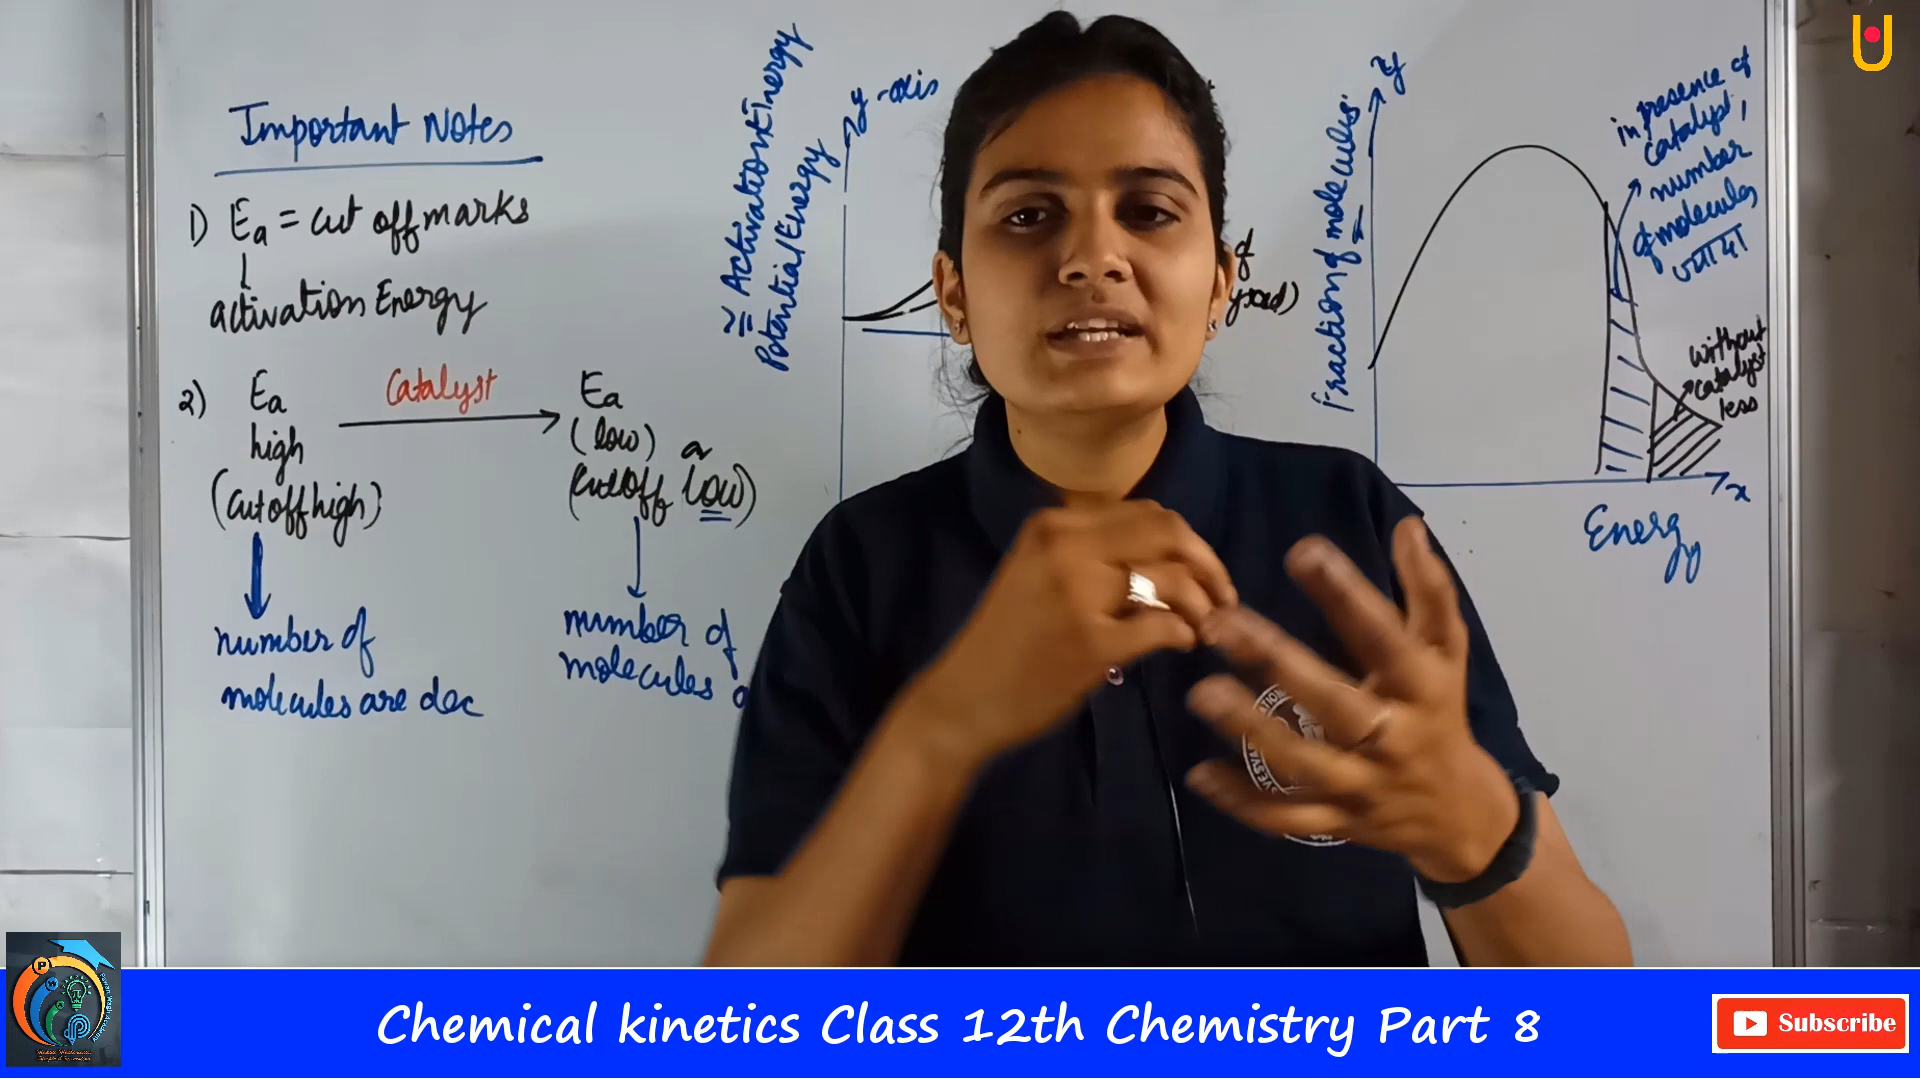 Important Notes
1) Ea = cut off marks
activation Energy
2) Ea
high
(cut off high)
Catalyst
Ea
(low) or
(cutoff low)
number of
molecules are dec
number of
molecules
≈ Activation Energy
Potential Energy
y-axis
of
Fraction of molecules
y
in presence of
catalyst,
number
of molecules
ज्यादा
without
catalyst
less
x
Energy
Chemical kinetics Class 12th Chemistry Part 8
Subscribe